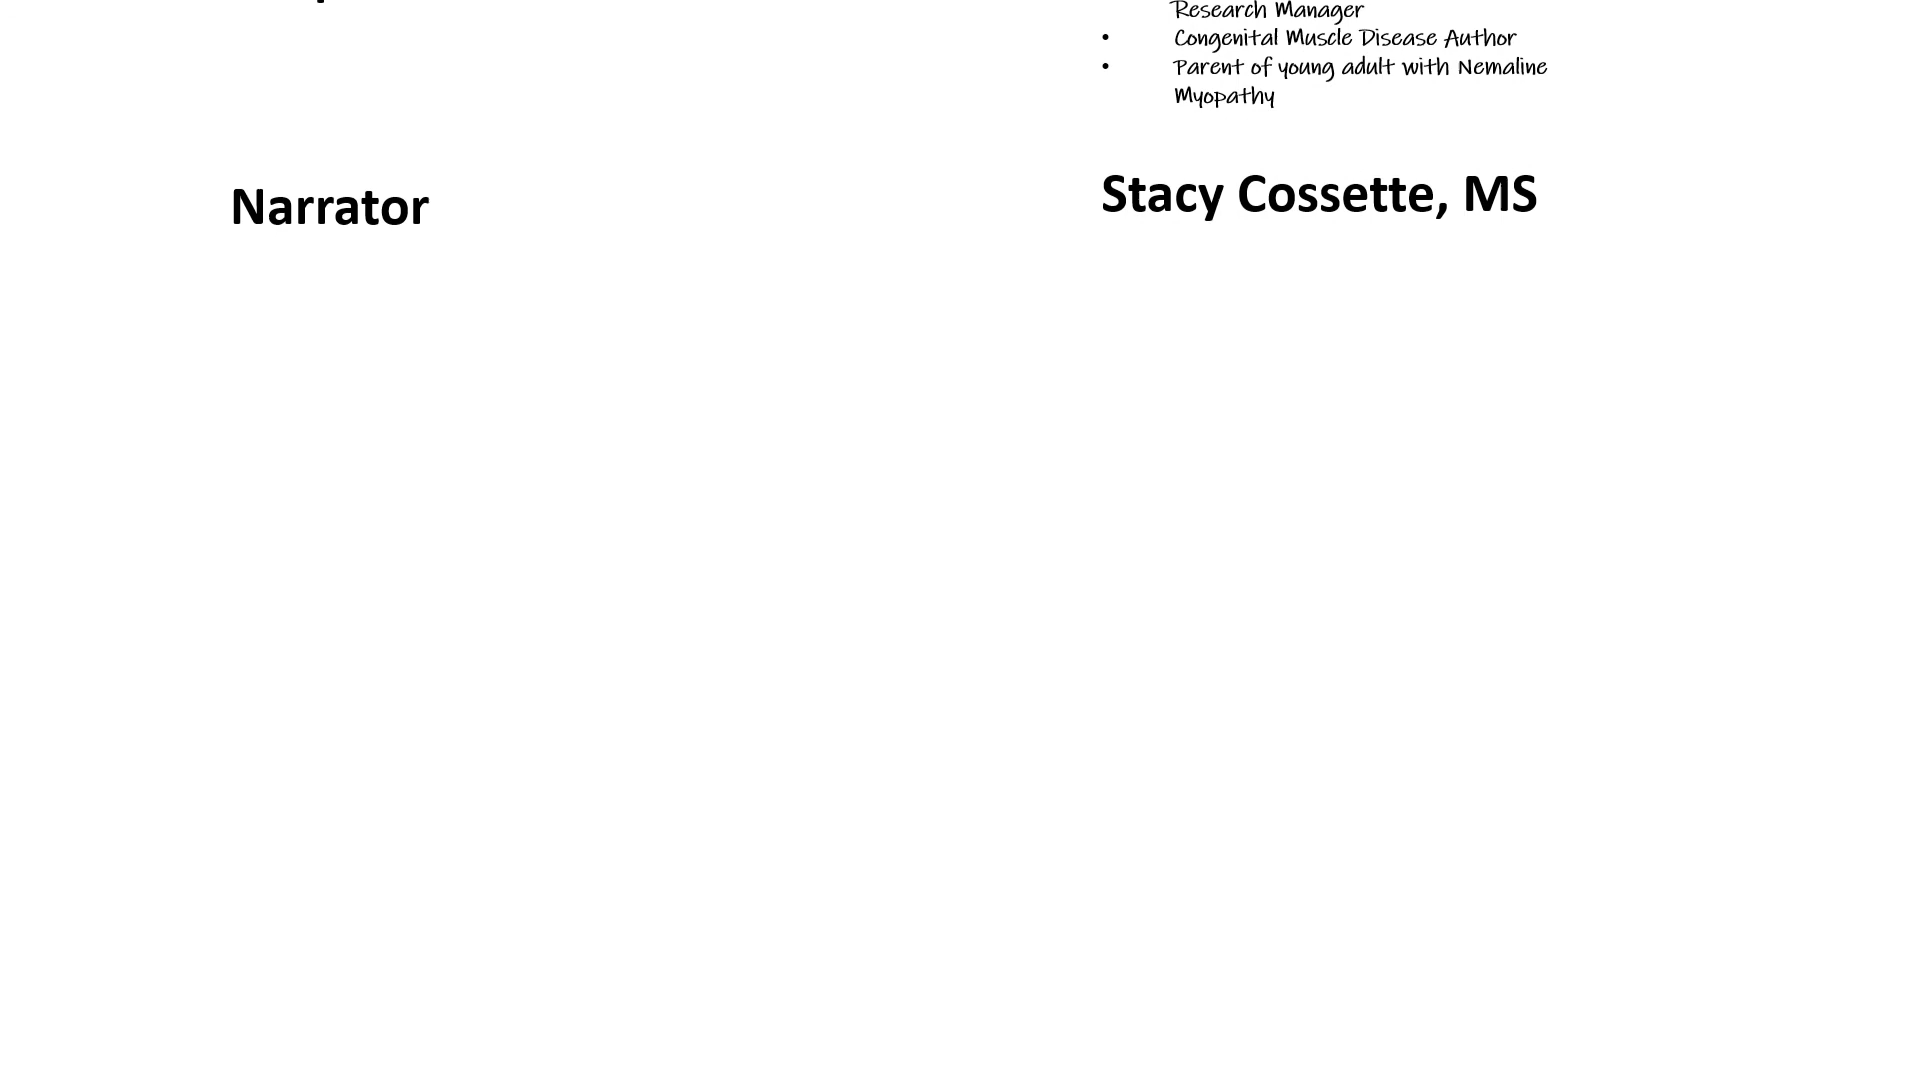 Research Manager
• Congenital Muscle Disease Author
• Parent of young adult with Nemaline
Myopathy
Narrator
Stacy Cossette, MS